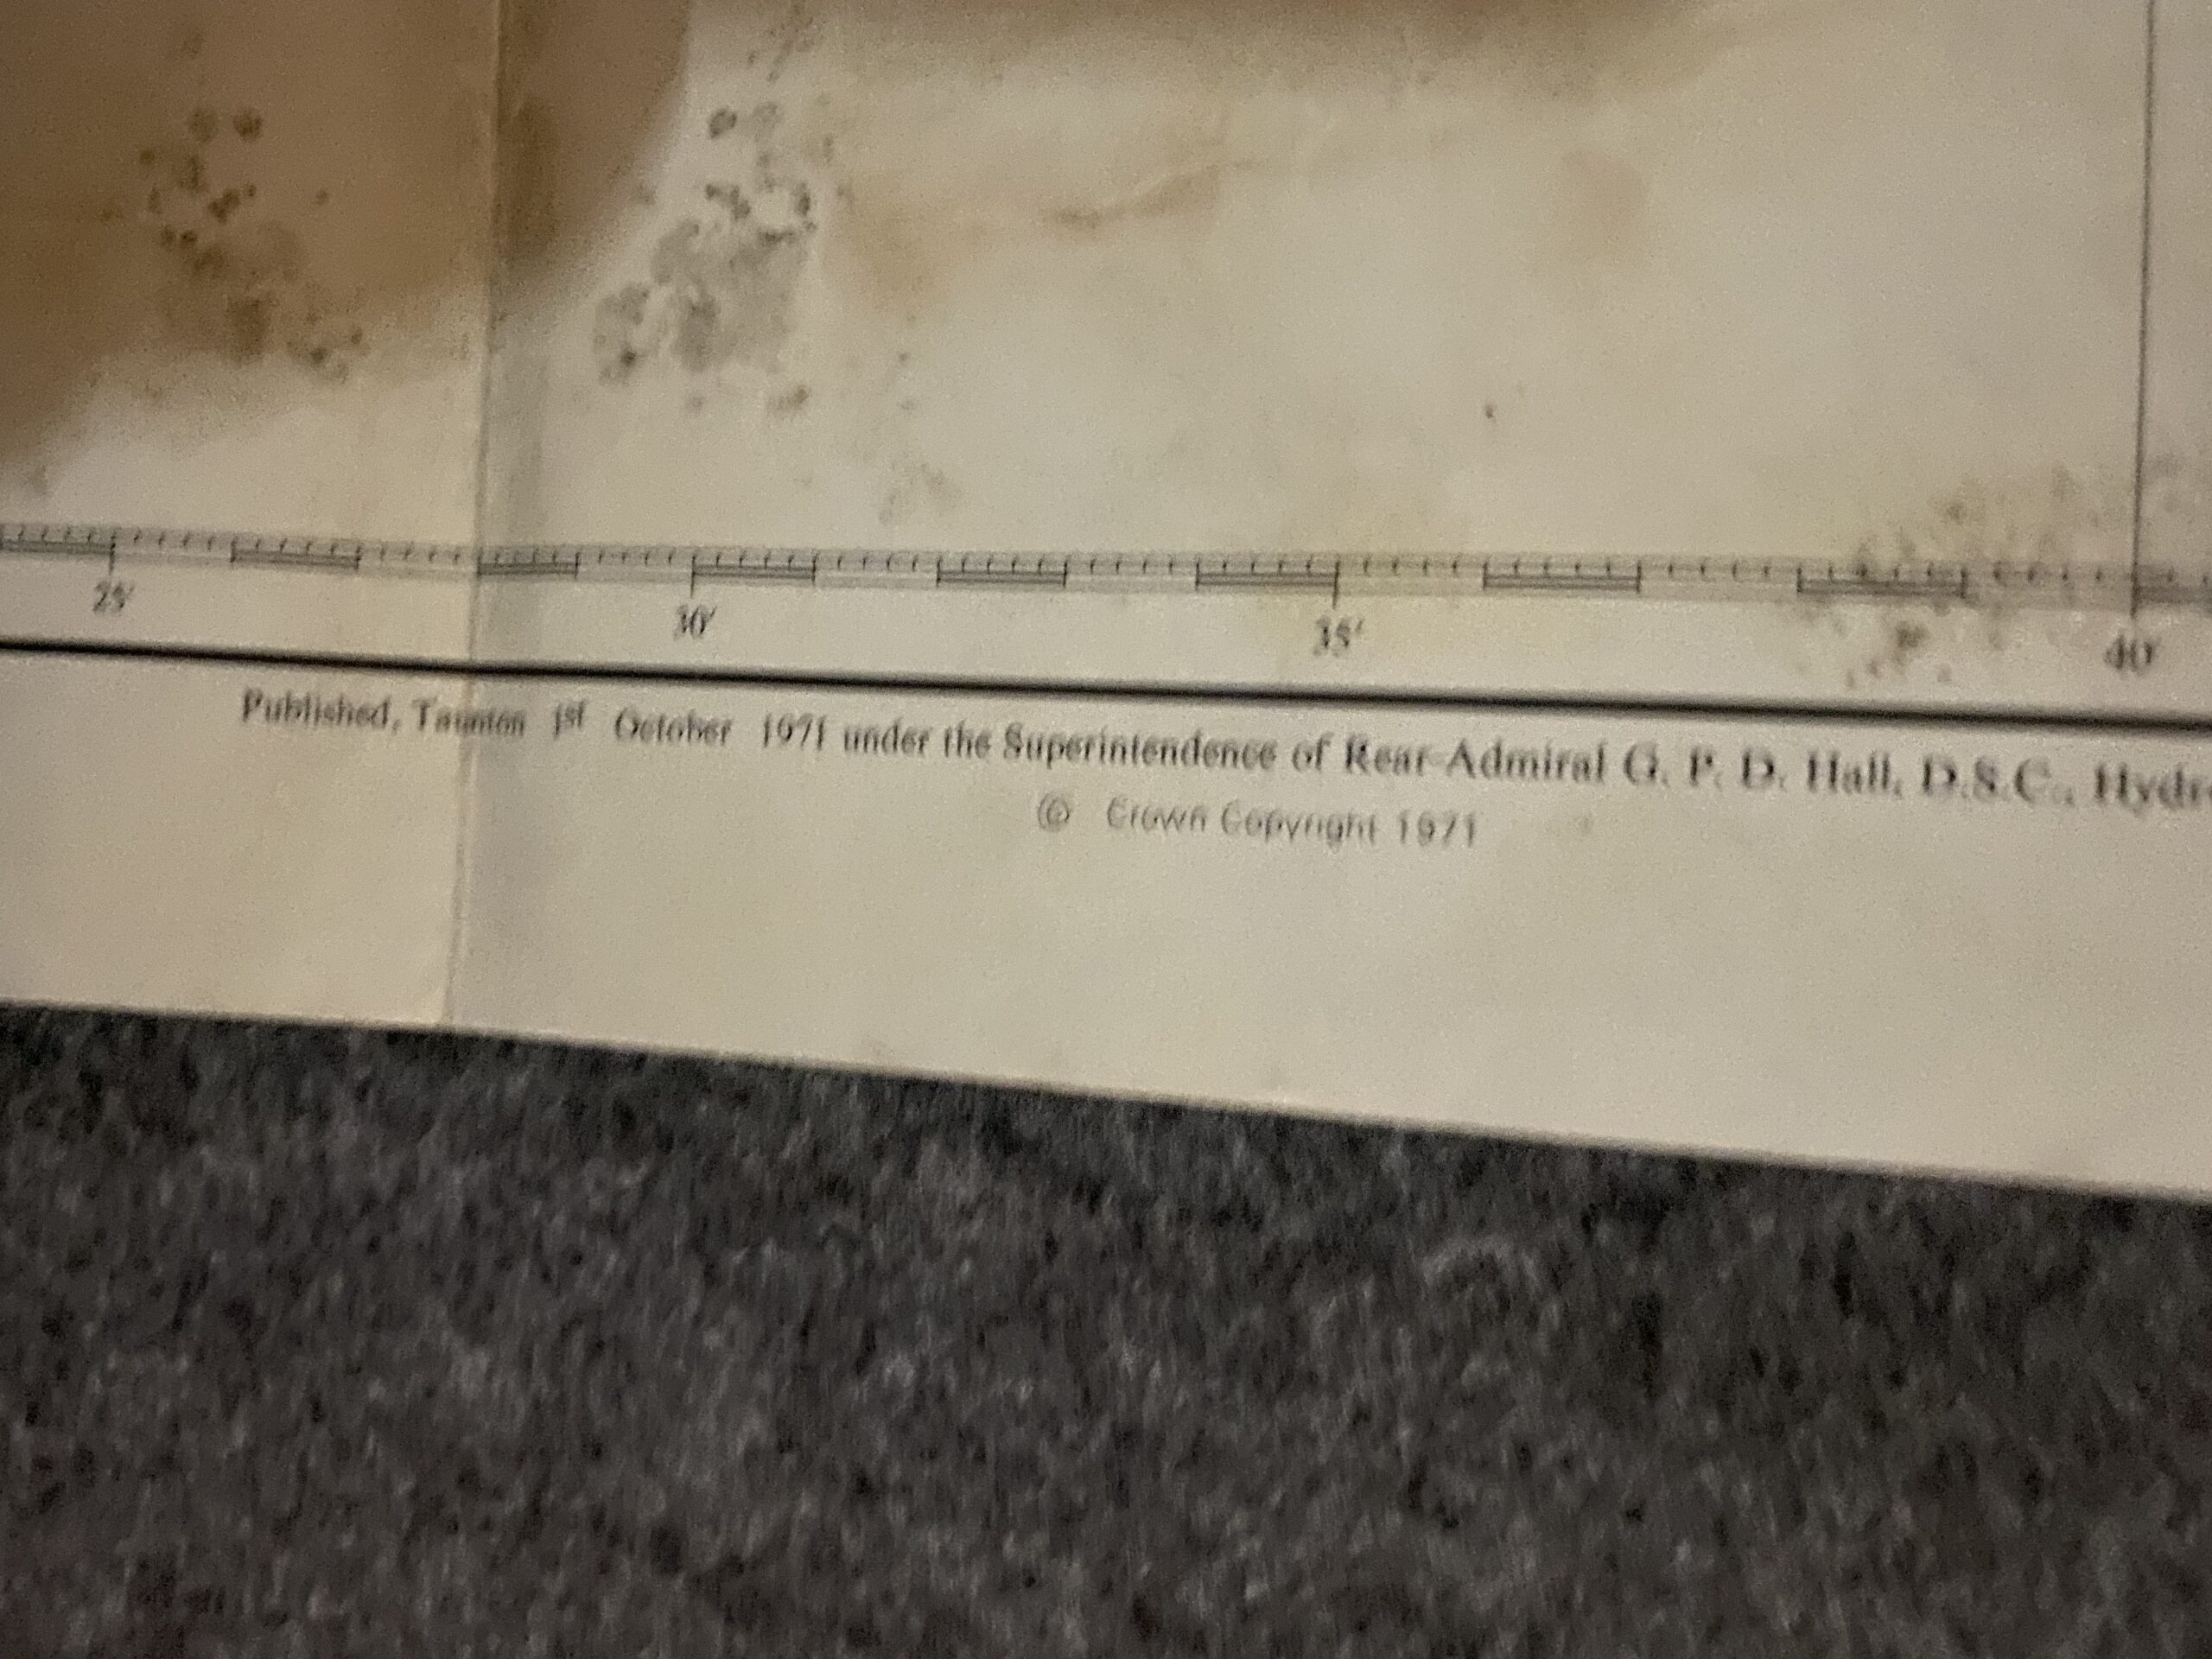 25' 30' 35' 40'
Published, Taunton 1st October 1971 under the Superintendence of Rear-Admiral G. P. D. Hall, D.S.C., Hydro
© Crown Copyright 1971